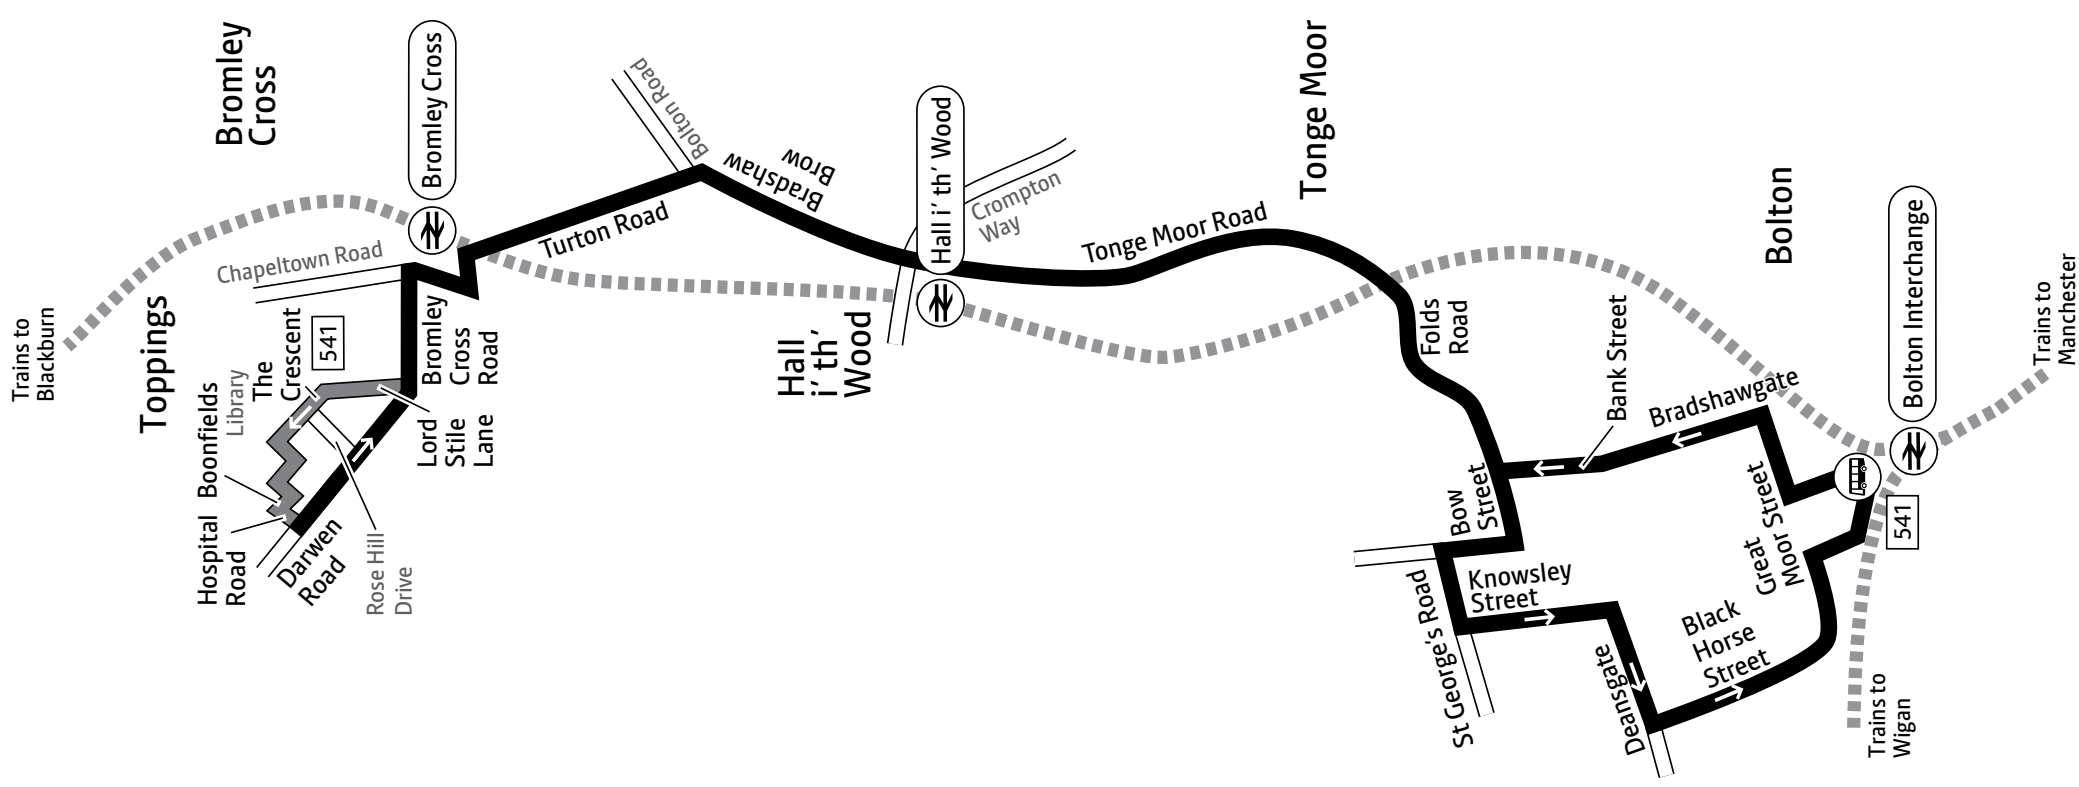 Trains to
Blackburn
Toppings
Bromley
Cross
Chapeltown Road
Bromley Cross
The
Crescent
541
Library
Boonfields
Hospital
Road
Darwen
Road
Rose Hill
Drive
Lord
Stile
Lane
Bromley
Cross
Road
Turton Road
Bolton Road
Bradshaw
Brow
Hall i’ th’ Wood
Hall
i’ th’
Wood
Crompton
Way
Tonge Moor Road
Tonge Moor
Folds
Road
Bank Street
Bradshawgate
Bow
Street
Knowsley
Street
St George’s Road
Deansgate
Black
Horse
Street
Great
Moor Street
Bolton
Bolton Interchange
541
Trains to
Manchester
Trains to
Wigan